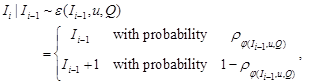 I_i | I_{i−1} ~ ε(I_{i−1},u,Q)
= { I_{i−1} with probability ρ_{φ(I_{i−1},u,Q)}
I_{i−1}+1 with probability 1−ρ_{φ(I_{i−1},u,Q)} ,